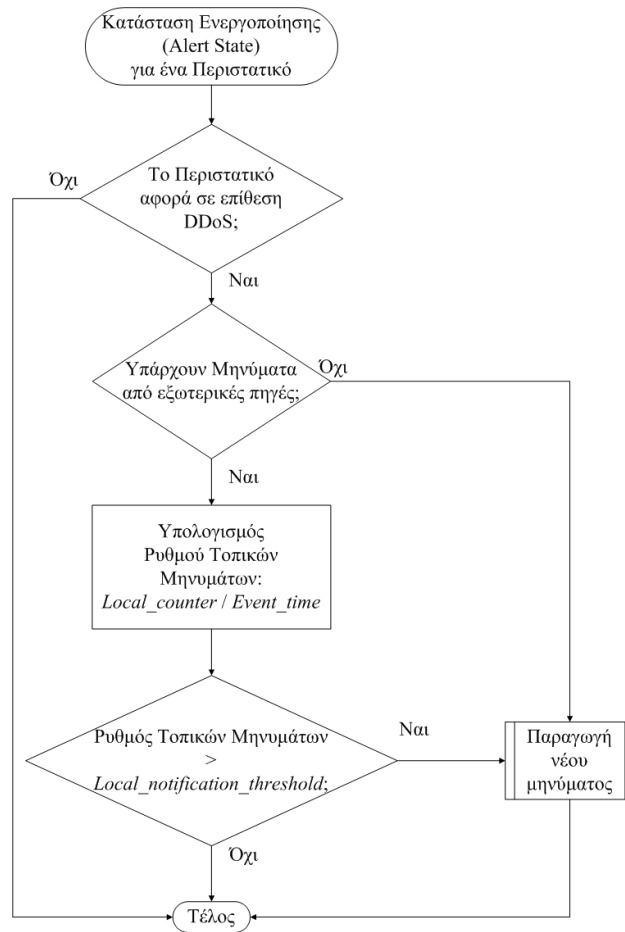 Κατάσταση Ενεργοποίησης
(Alert State)
για ένα Περιστατικό
Όχι
Το Περιστατικό
αφορά σε επίθεση
DDoS;
Ναι
Υπάρχουν Μηνύματα
από εξωτερικές πηγές;
Όχι
Ναι
Υπολογισμός
Ρυθμού Τοπικών
Μηνυμάτων:
Local_counter / Event_time
Ρυθμός Τοπικών Μηνυμάτων
>
Local_notification_threshold;
Ναι
Παραγωγή
νέου
μηνύματος
Όχι
Τέλος